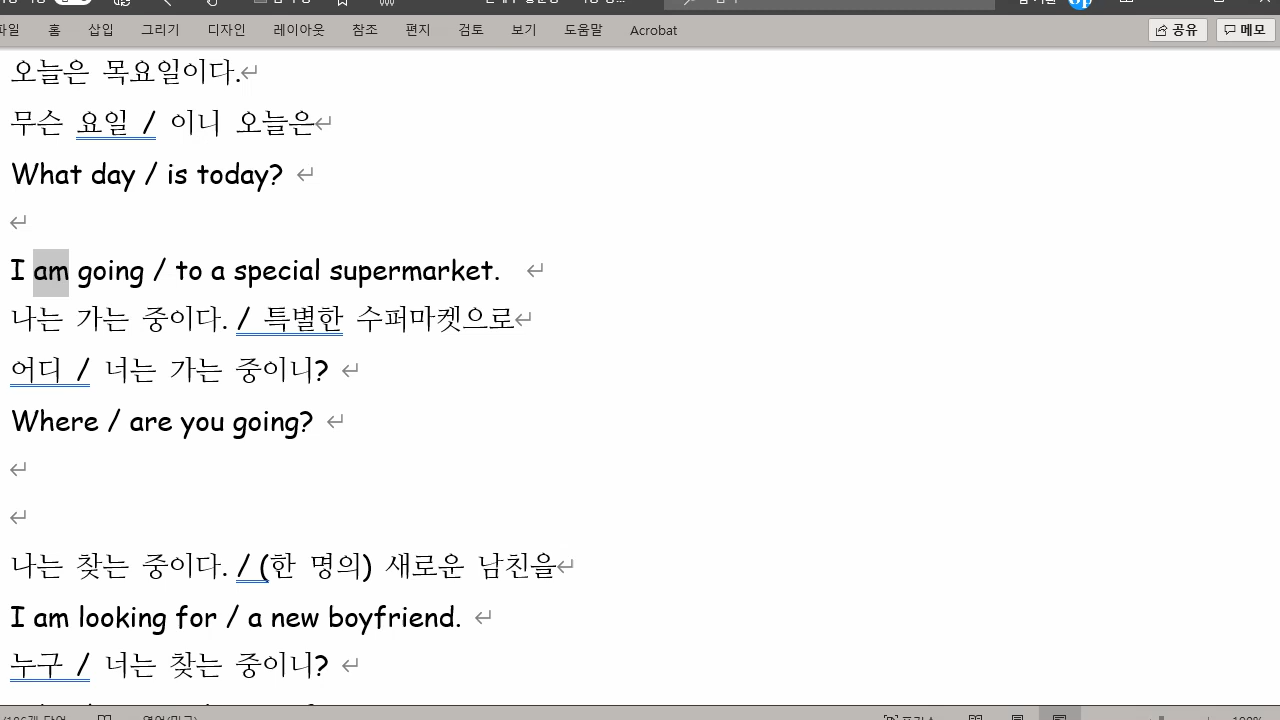 파일 홈 삽입 그리기 디자인 레이아웃 참조 편지 검토 보기 도움말 Acrobat 공유 메모
오늘은 목요일이다.
무슨 요일 / 이니 오늘은
What day / is today?
I am going / to a special supermarket.
나는 가는 중이다. / 특별한 수퍼마켓으로
어디 / 너는 가는 중이니?
Where / are you going?
나는 찾는 중이다. / (한 명의) 새로운 남친을
I am looking for / a new boyfriend.
누구 / 너는 찾는 중이니?